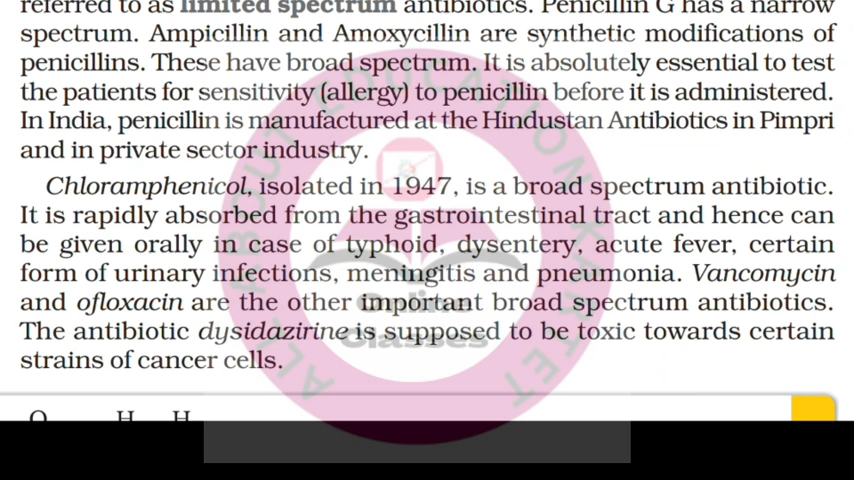 referred to as limited spectrum antibiotics. Penicillin G has a narrow
spectrum. Ampicillin and Amoxycillin are synthetic modifications of
penicillins. These have broad spectrum. It is absolutely essential to test
the patients for sensitivity (allergy) to penicillin before it is administered.
In India, penicillin is manufactured at the Hindustan Antibiotics in Pimpri
and in private sector industry.
Chloramphenicol, isolated in 1947, is a broad spectrum antibiotic.
It is rapidly absorbed from the gastrointestinal tract and hence can
be given orally in case of typhoid, dysentery, acute fever, certain
form of urinary infections, meningitis and pneumonia. Vancomycin
and ofloxacin are the other important broad spectrum antibiotics.
The antibiotic dysidazirine is supposed to be toxic towards certain
strains of cancer cells.
O H H
ALL ABOUT EDUCATION KARMET
Online
Classes